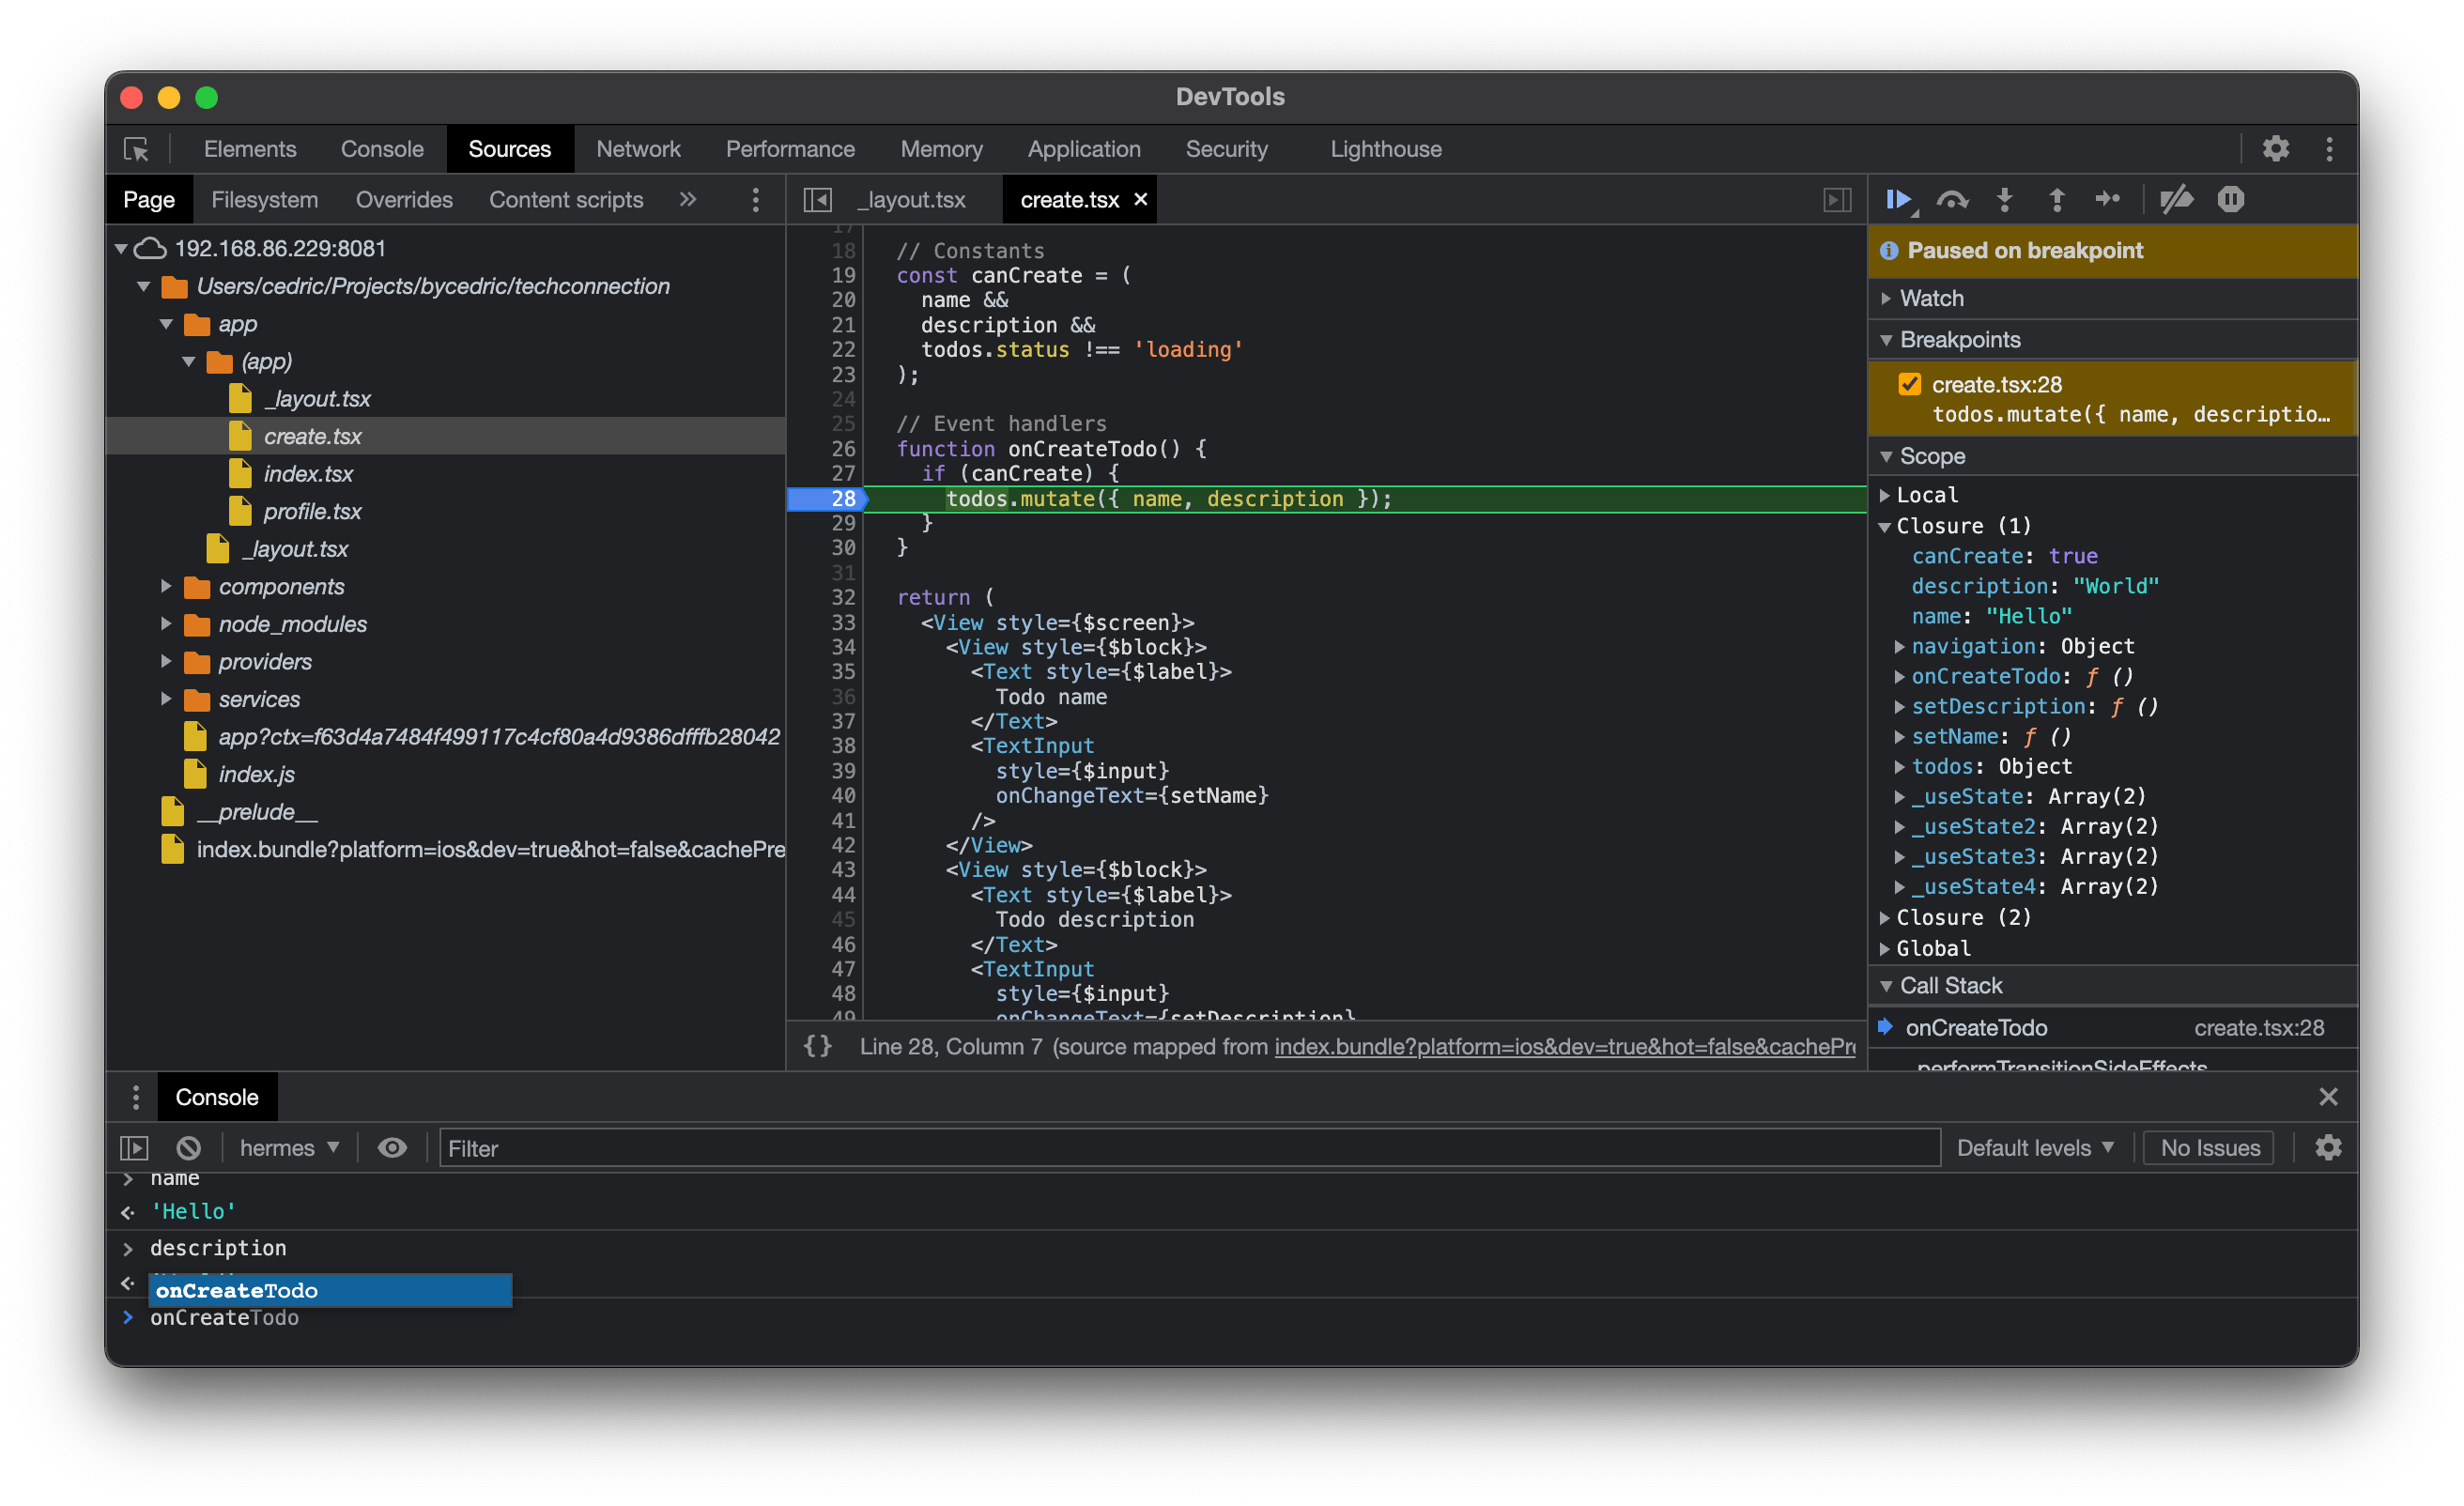 DevTools
Elements Console Sources Network Performance Memory Application Security Lighthouse
Page Filesystem Overrides Content scripts »
192.168.86.229:8081
Users/cedric/Projects/bycedric/techconnection
app
(app)
_layout.tsx
create.tsx
index.tsx
profile.tsx
_layout.tsx
components
node_modules
providers
services
app?ctx=f63d4a7484f499117c4cf80a4d9386dfffb28042
index.js
__prelude__
index.bundle?platform=ios&dev=true&hot=false&cachePre
_layout.tsx create.tsx ×
17
18 // Constants
19 const canCreate = (
20 name &&
21 description &&
22 todos.status !== 'loading'
23 );
24
25 // Event handlers
26 function onCreateTodo() {
27 if (canCreate) {
28 todos.mutate({ name, description });
29 }
30 }
31
32 return (
33 <View style={$screen}>
34 <View style={$block}>
35 <Text style={$label}>
36 Todo name
37 </Text>
38 <TextInput
39 style={$input}
40 onChangeText={setName}
41 />
42 </View>
43 <View style={$block}>
44 <Text style={$label}>
45 Todo description
46 </Text>
47 <TextInput
48 style={$input}
49 onChangeText={setDescription}
{} Line 28, Column 7 (source mapped from index.bundle?platform=ios&dev=true&hot=false&cachePre
Paused on breakpoint
Watch
Breakpoints
create.tsx:28
todos.mutate({ name, descriptio…
Scope
Local
Closure (1)
canCreate: true
description: "World"
name: "Hello"
navigation: Object
onCreateTodo: ƒ ()
setDescription: ƒ ()
setName: ƒ ()
todos: Object
_useState: Array(2)
_useState2: Array(2)
_useState3: Array(2)
_useState4: Array(2)
Closure (2)
Global
Call Stack
onCreateTodo create.tsx:28
performTransitionSideEffects
Console
hermes Filter Default levels No Issues
name
'Hello'
description
onCreateTodo
onCreateTodo